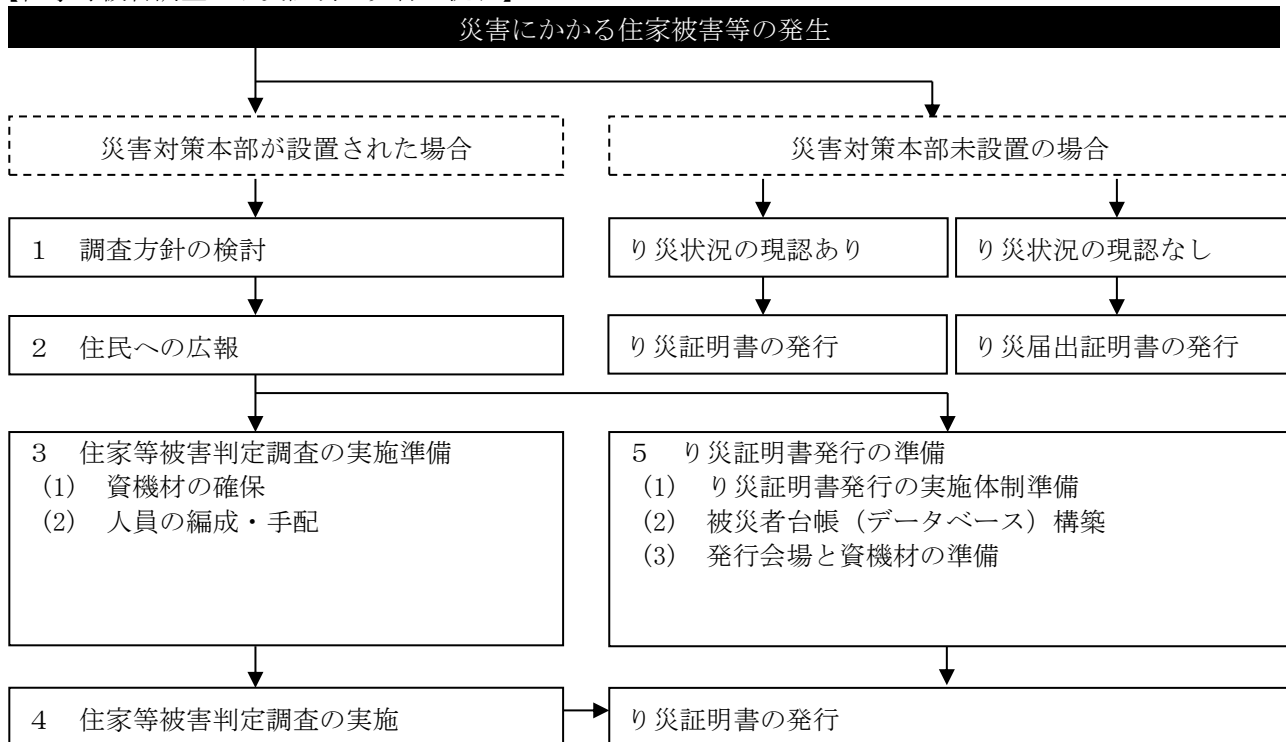 災害にかかる住家被害等の発生
災害対策本部が設置された場合
災害対策本部未設置の場合
1 調査方針の検討
り災状況の現認あり
り災状況の現認なし
2 住民への広報
り災証明書の発行
り災届出証明書の発行
3 住家等被害判定調査の実施準備
(1) 資機材の確保
(2) 人員の編成・手配
5 り災証明書発行の準備
(1) り災証明書発行の実施体制準備
(2) 被災者台帳（データベース）構築
(3) 発行会場と資機材の準備
4 住家等被害判定調査の実施
り災証明書の発行